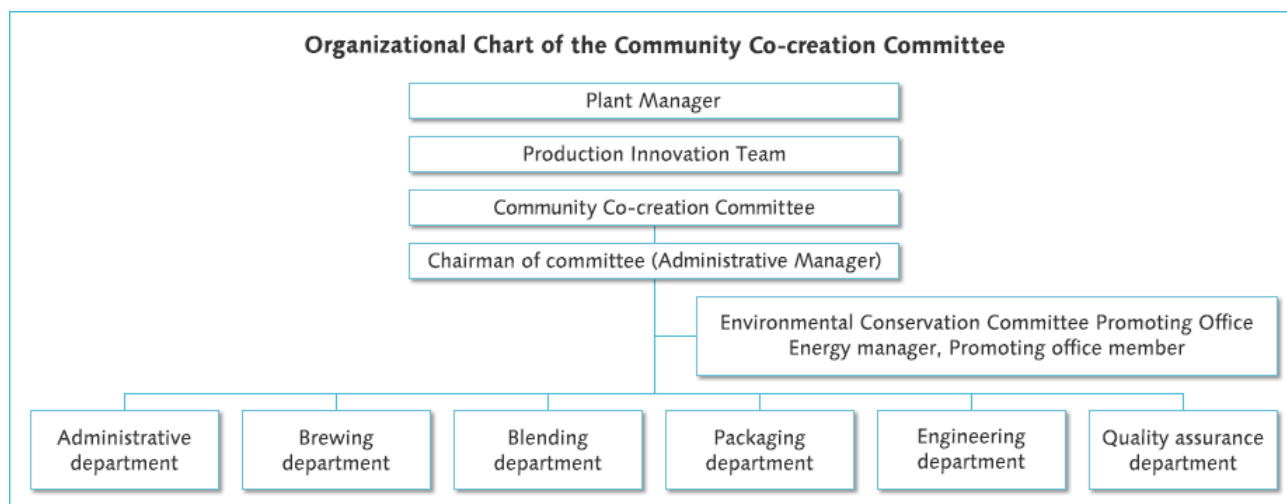 Organizational Chart of the Community Co-creation Committee
Plant Manager
Production Innovation Team
Community Co-creation Committee
Chairman of committee (Administrative Manager)
Environmental Conservation Committee Promoting Office
Energy manager, Promoting office member
Administrative
department
Brewing
department
Blending
department
Packaging
department
Engineering
department
Quality assurance
department